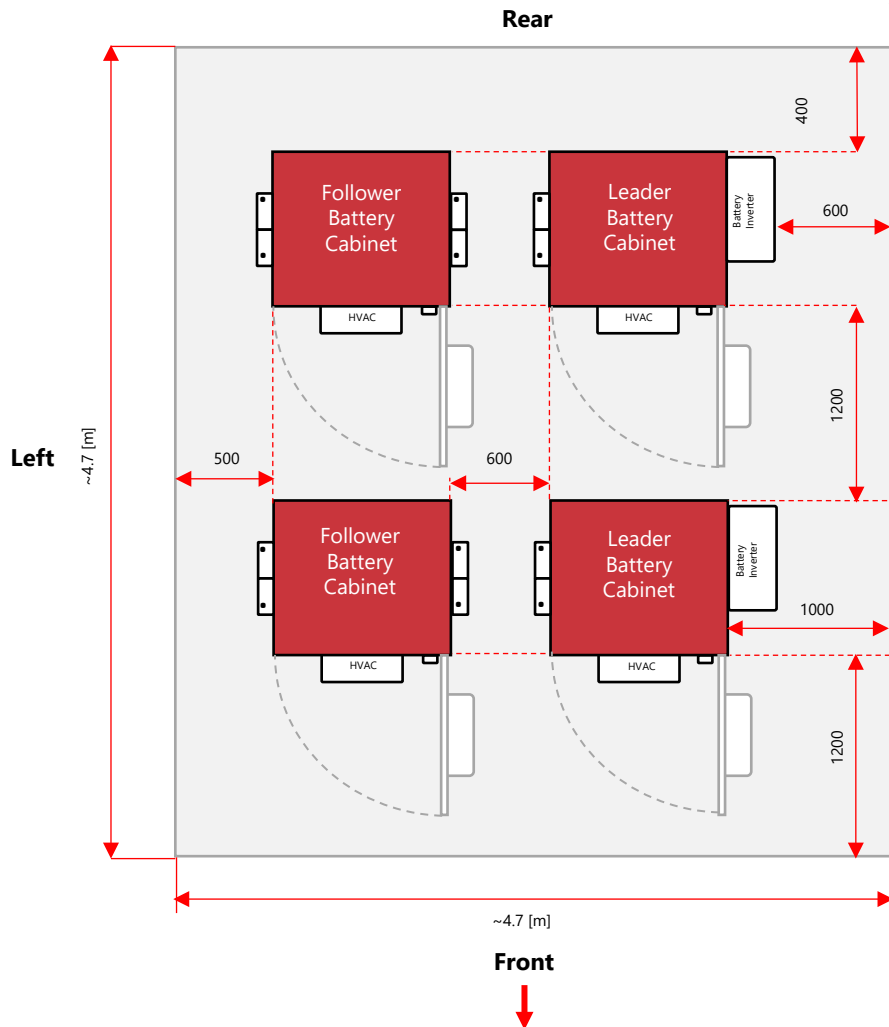 Rear
400
Follower
Battery
Cabinet
Leader
Battery
Cabinet
Battery
Inverter
600
HVAC
HVAC
1200
Left
~4.7 [m]
500
600
Follower
Battery
Cabinet
Leader
Battery
Cabinet
Battery
Inverter
1000
HVAC
HVAC
1200
~4.7 [m]
Front